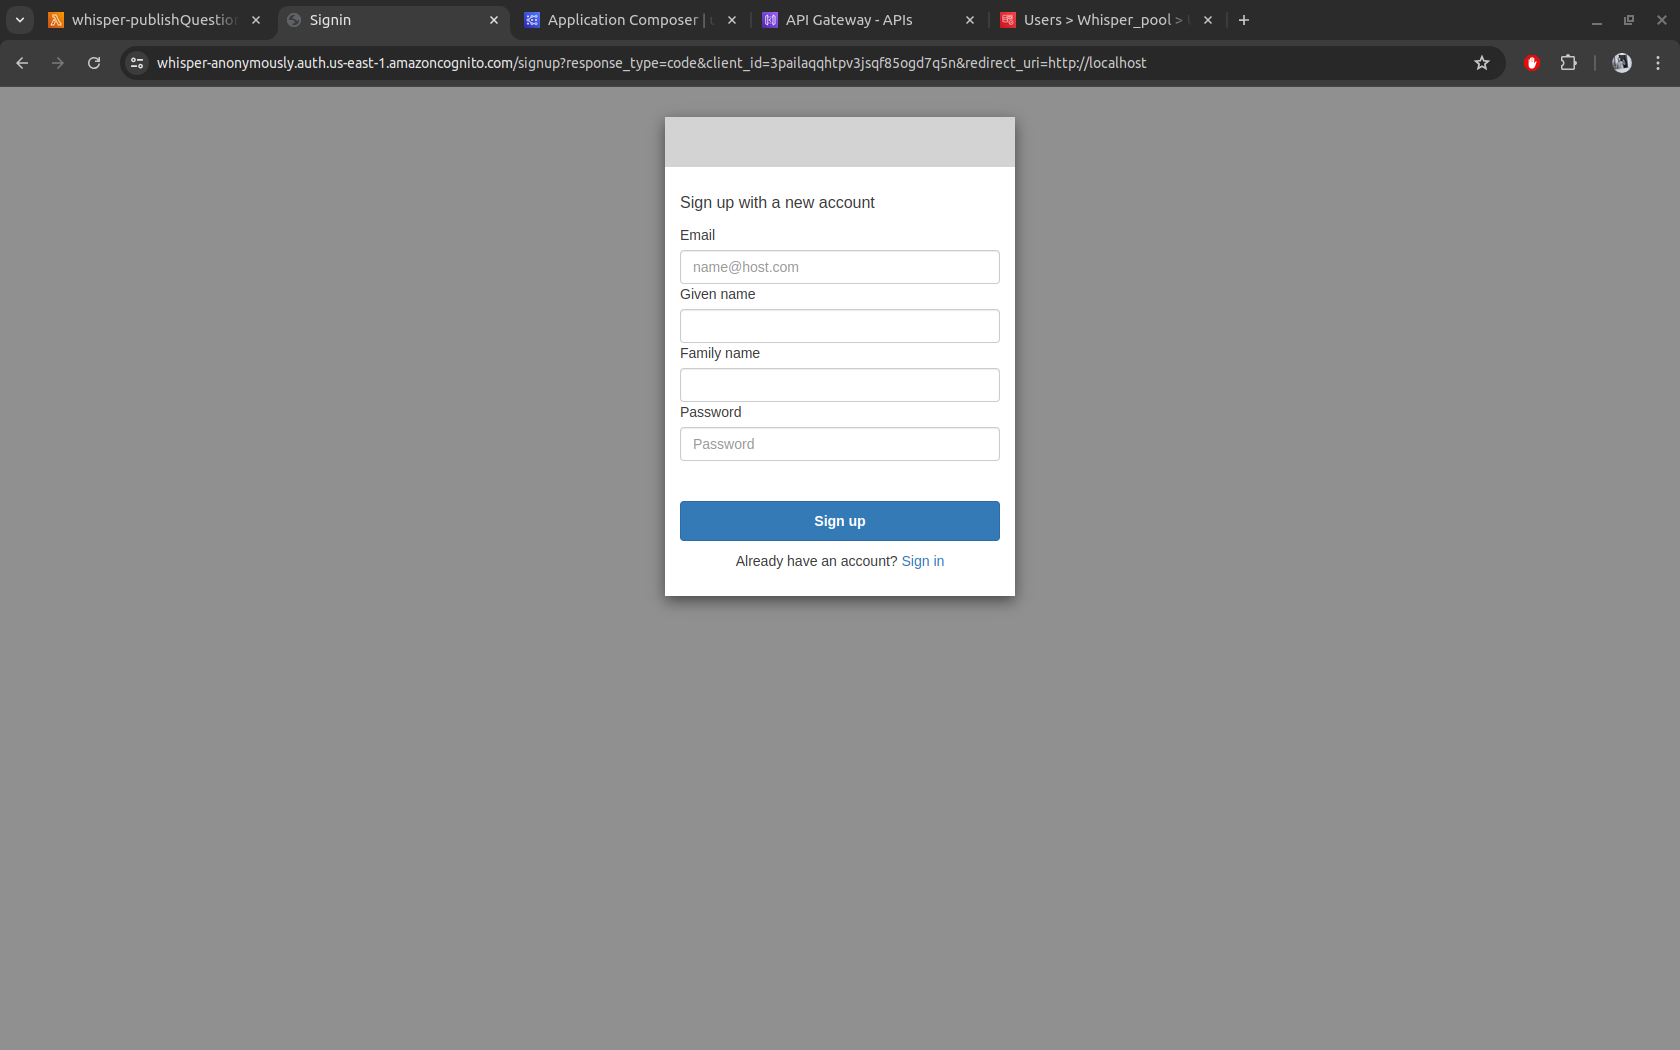 whisper-publishQuestion
Signin
Application Composer |
API Gateway - APIs
Users > Whisper_pool >
whisper-anonymously.auth.us-east-1.amazoncognito.com/signup?response_type=code&client_id=3pailaqqhtpv3jsqf85ogd7q5n&redirect_uri=http://localhost
Sign up with a new account
Email
name@host.com
Given name
Family name
Password
Password
Sign up
Already have an account? Sign in